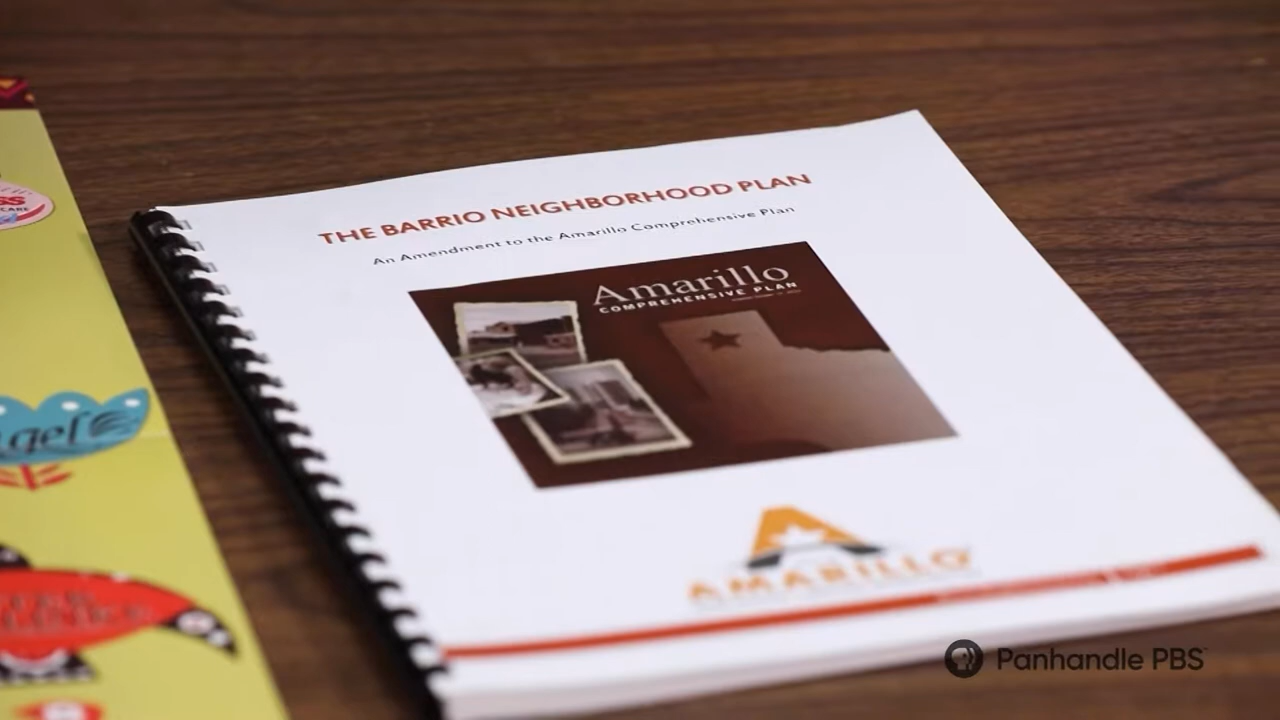 THE BARRIO NEIGHBORHOOD PLAN
An Amendment to the Amarillo Comprehensive Plan
Amarillo
COMPREHENSIVE PLAN
AMARILLO
Panhandle PBS